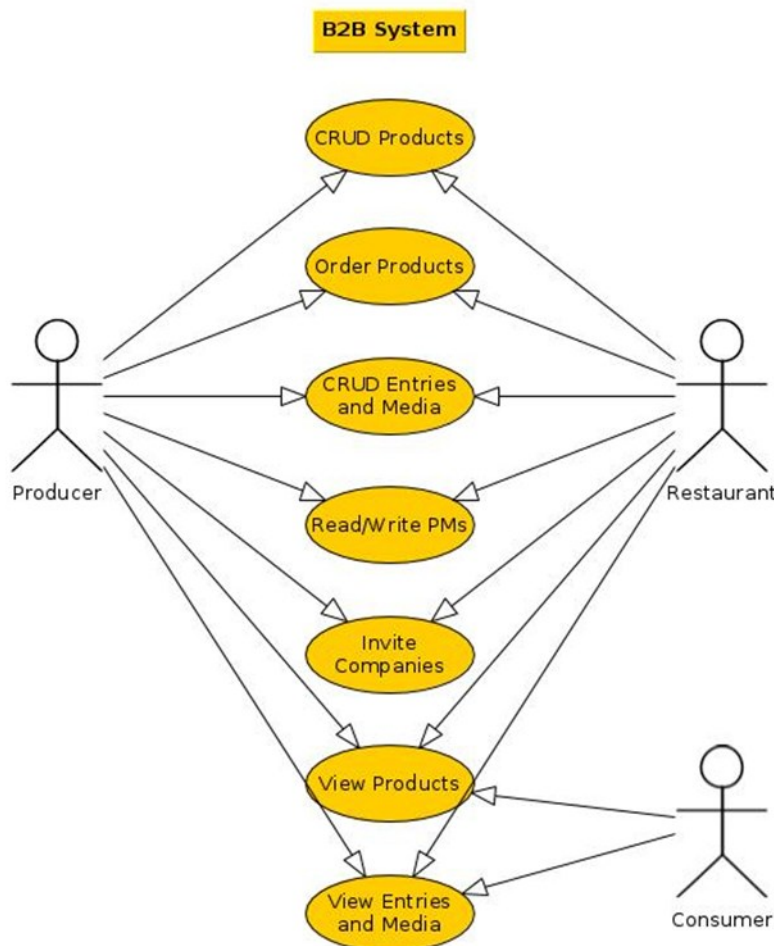 B2B System
CRUD Products
Order Products
CRUD Entries
and Media
Producer
Restaurant
Read/Write PMs
Invite
Companies
View Products
View Entries
and Media
Consumer